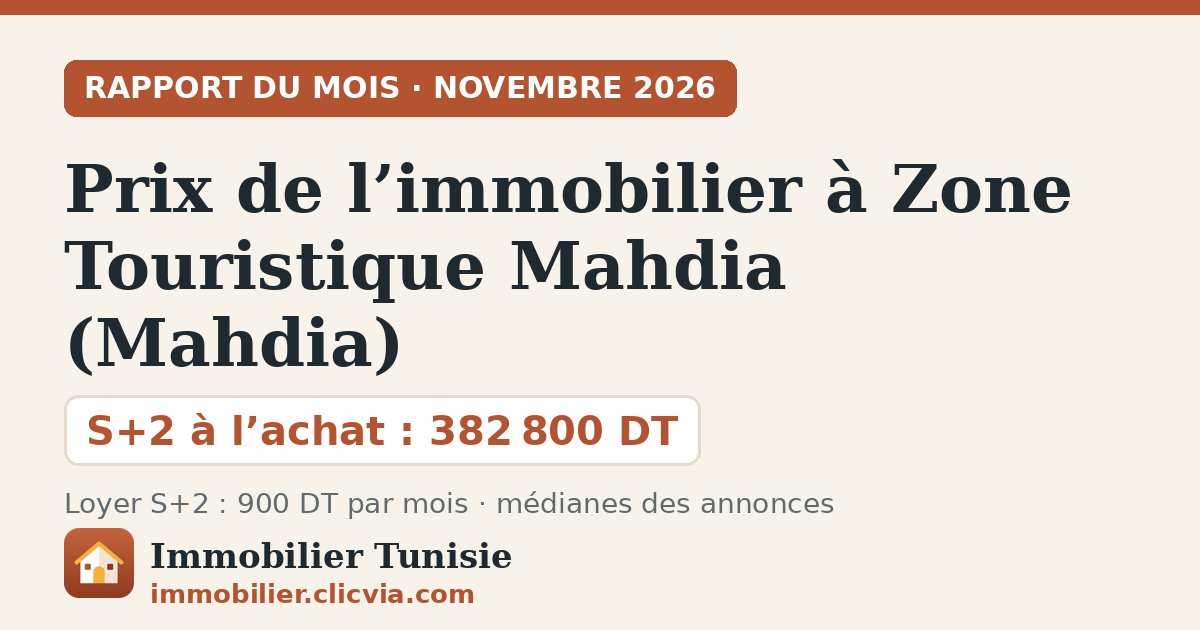 RAPPORT DU MOIS · NOVEMBRE 2026
Prix de l’immobilier à Zone
Touristique Mahdia
(Mahdia)
S+2 à l’achat : 382 800 DT
Loyer S+2 : 900 DT par mois · médianes des annonces
Immobilier Tunisie
immobilier.clicvia.com